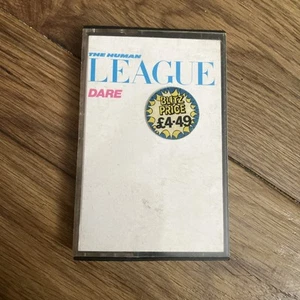 THE HUMAN
LEAGUE
DARE
BLITZ
PRICE
£4·49